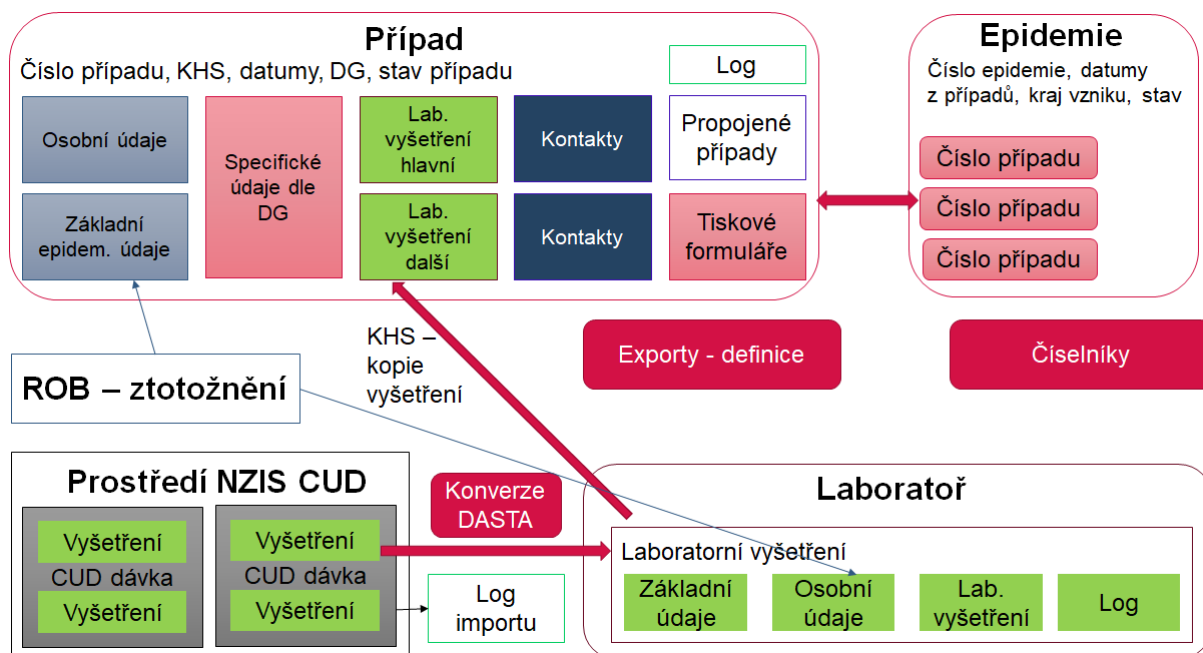 Případ
Číslo případu, KHS, datumy, DG, stav případu
Log
Osobní údaje
Specifické
údaje dle
DG
Lab.
vyšetření
hlavní
Kontakty
Propojené
případy
Základní
epidem. údaje
Lab.
vyšetření
další
Kontakty
Tiskové
formuláře
Epidemie
Číslo epidemie, datumy
z případů, kraj vzniku, stav
Číslo případu
Číslo případu
Číslo případu
KHS –
kopie
vyšetření
Exporty - definice
Číselníky
ROB – ztotožnění
Prostředí NZIS CUD
Vyšetření
CUD dávka
Vyšetření
Vyšetření
CUD dávka
Vyšetření
Konverze
DASTA
Log
importu
Laboratoř
Laboratorní vyšetření
Základní
údaje
Osobní
údaje
Lab.
vyšetření
Log